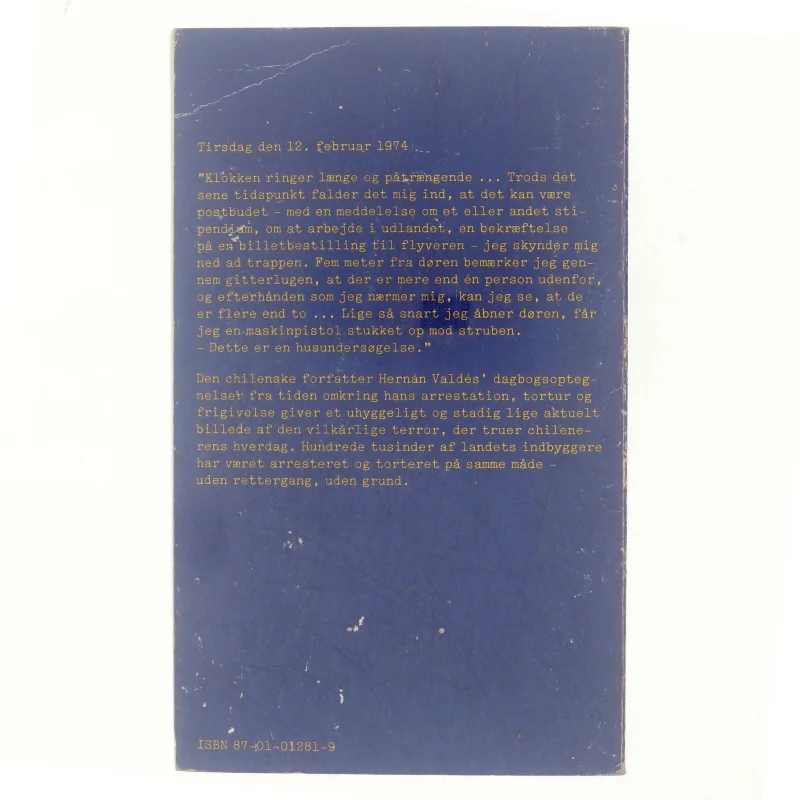 Tirsdag den 12. februar 1974 ...
"Klokken ringer længe og påtrængende ... Trods det
sene tidspunkt falder det mig ind, at det kan være
postbudet - med en meddelelse om et eller andet sti-
pendium, om at arbejde i udlandet, en bekræftelse
på en billetbestilling til flyveren - jeg skynder mig
ned ad trappen. Fem meter fra døren bemærker jeg gen-
nem gitterlugen, at der er mere end én person udenfor,
og efterhånden som jeg nærmer mig, kan jeg se, at de
er flere end to ... Lige så snart jeg åbner døren, får
jeg en maskinpistol stukket op mod struben.
- Dette er en husundersøgelse."
Den chilenske forfatter Hernán Valdés' dagbogsopteg-
nelser fra tiden omkring hans arrestation, tortur og
frigivelse giver et uhyggeligt og stadig lige aktuelt
billede af den vilkårlige terror, der truer chilene-
rens hverdag. Hundrede tusinder af landets indbyggere
har været arresteret og torteret på samme måde -
uden rettergang, uden grund.
ISBN 87-01-01281-9